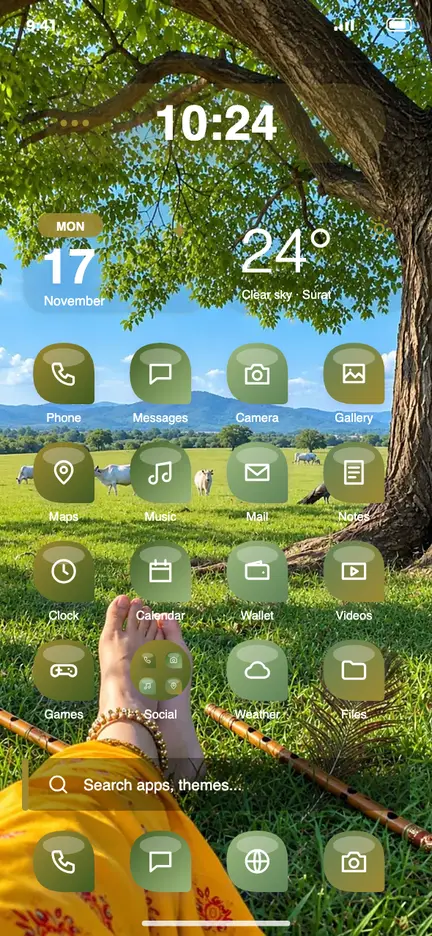 9:41
10:24
MON
17
November
24°
Clear sky · Surat
Phone
Messages
Camera
Gallery
Maps
Music
Mail
Notes
Clock
Calendar
Wallet
Videos
Games
Social
Weather
Files
Search apps, themes...